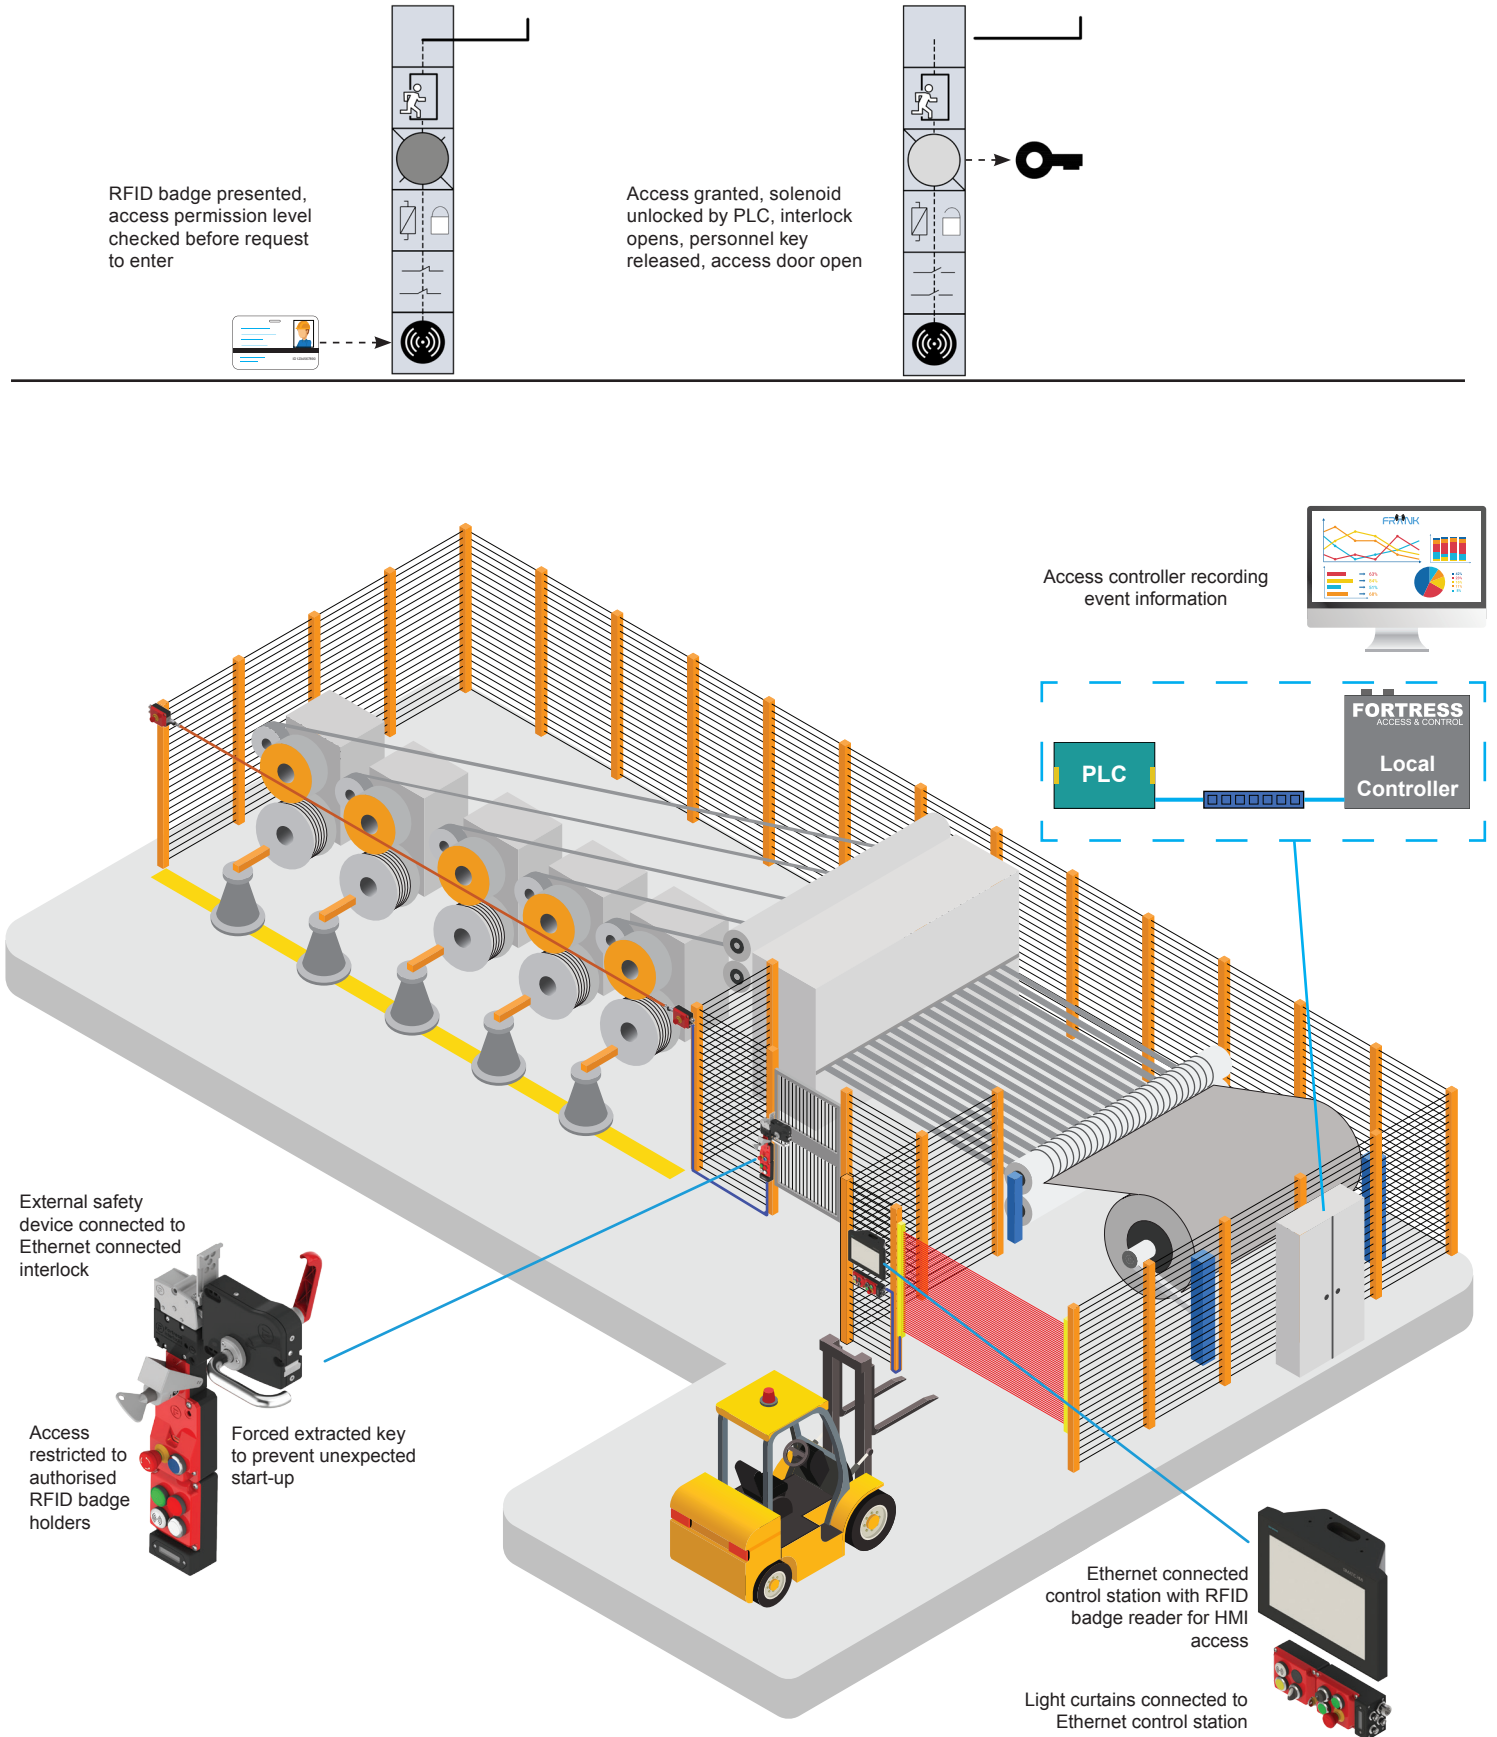 RFID badge presented,
access permission level
checked before request
to enter
Access granted, solenoid
unlocked by PLC, interlock
opens, personnel key
released, access door open
FRANK
Access controller recording
event information
FORTRESS
ACCESS & CONTROL
PLC
Local
Controller
External safety
device connected to
Ethernet connected
interlock
Access
restricted to
authorised
RFID badge
holders
Forced extracted key
to prevent unexpected
start-up
Ethernet connected
control station with RFID
badge reader for HMI
access
Light curtains connected to
Ethernet control station